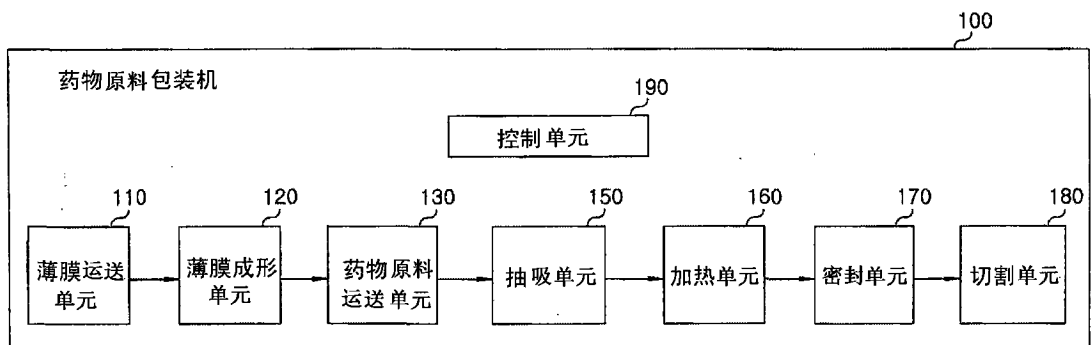 100
药物原料包装机
190
控制单元
110
120
130
150
160
170
180
薄膜运送
单元
薄膜成形
单元
药物原料
运送单元
抽吸单元
加热单元
密封单元
切割单元